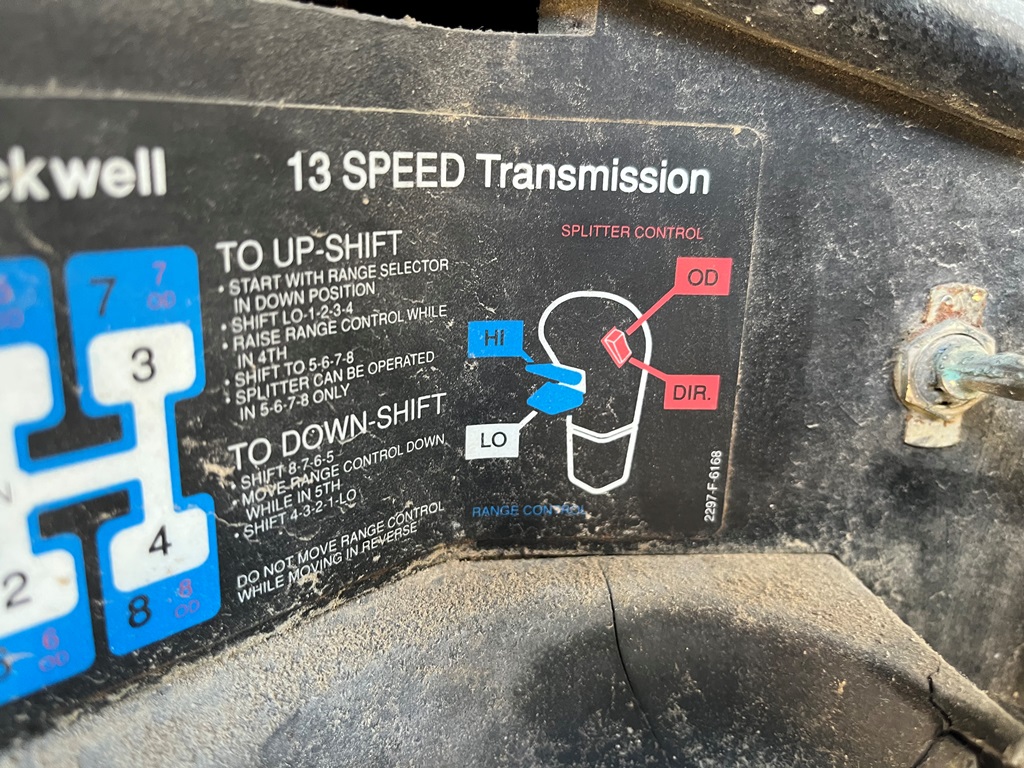 ckwell
13 SPEED Transmission
TO UP-SHIFT
• START WITH RANGE SELECTOR
IN DOWN POSITION
• SHIFT LO-1-2-3-4
• RAISE RANGE CONTROL WHILE
IN 4TH
• SHIFT TO 5-6-7-8
• SPLITTER CAN BE OPERATED
IN 5-6-7-8 ONLY
TO DOWN-SHIFT
• SHIFT 8-7-6-5
• MOVE RANGE CONTROL DOWN
WHILE IN 5TH
• SHIFT 4-3-2-1-LO
DO NOT MOVE RANGE CONTROL
WHILE MOVING IN REVERSE
7
7
OD
3
N
4
2
8
8
OD
6
OD
SPLITTER CONTROL
OD
HI
DIR.
LO
RANGE CONTROL
2297-F-6168